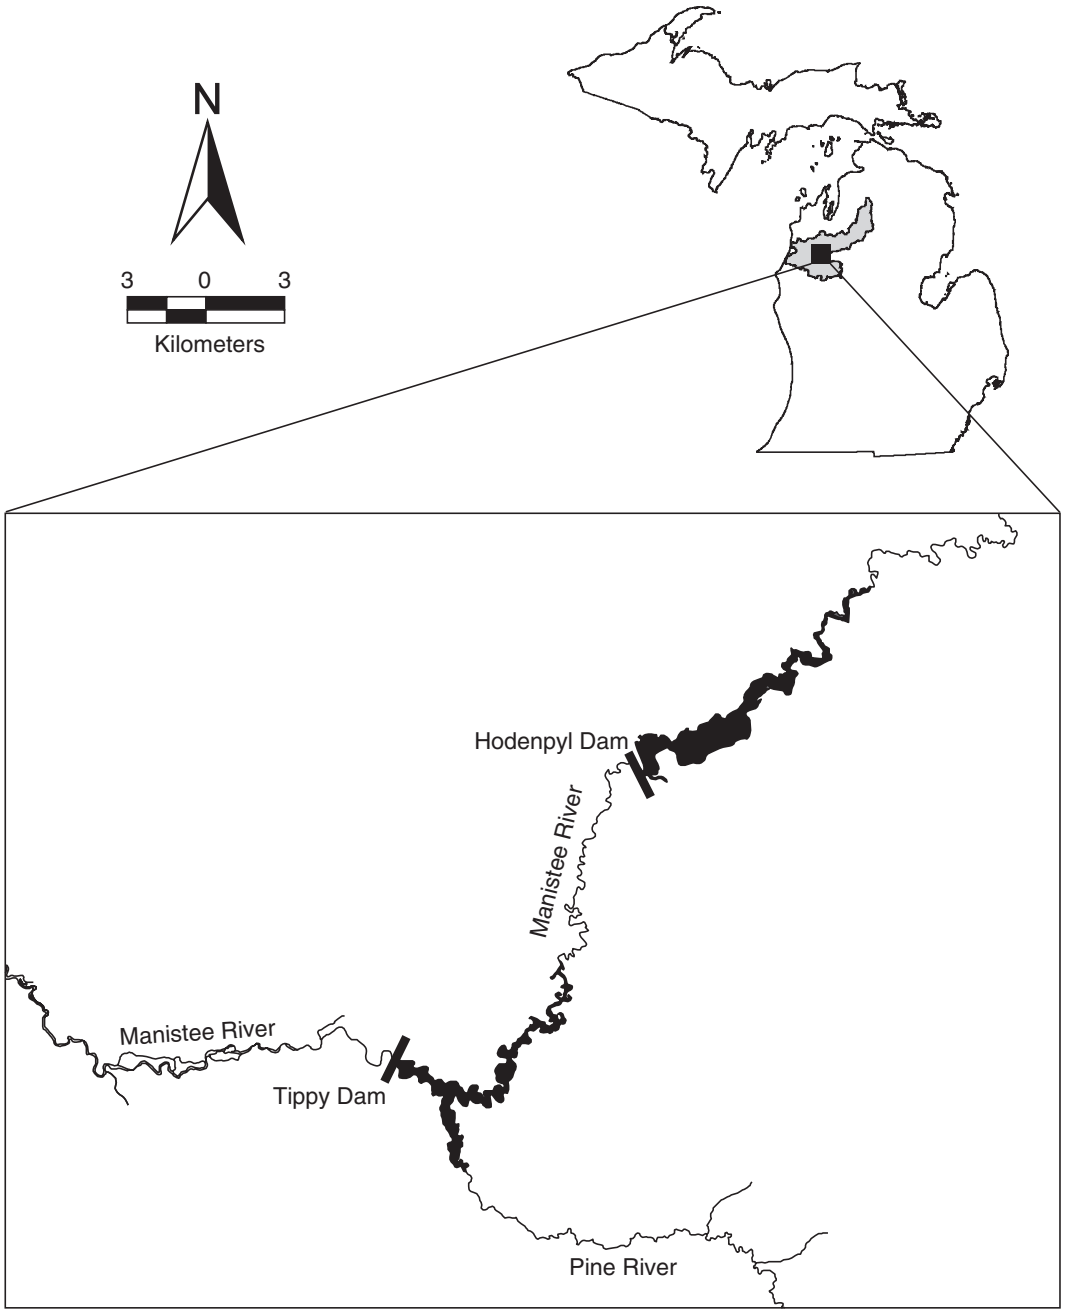 N
3 0 3
Kilometers
Hodenpyl Dam
Manistee River
Manistee River
Tippy Dam
Pine River